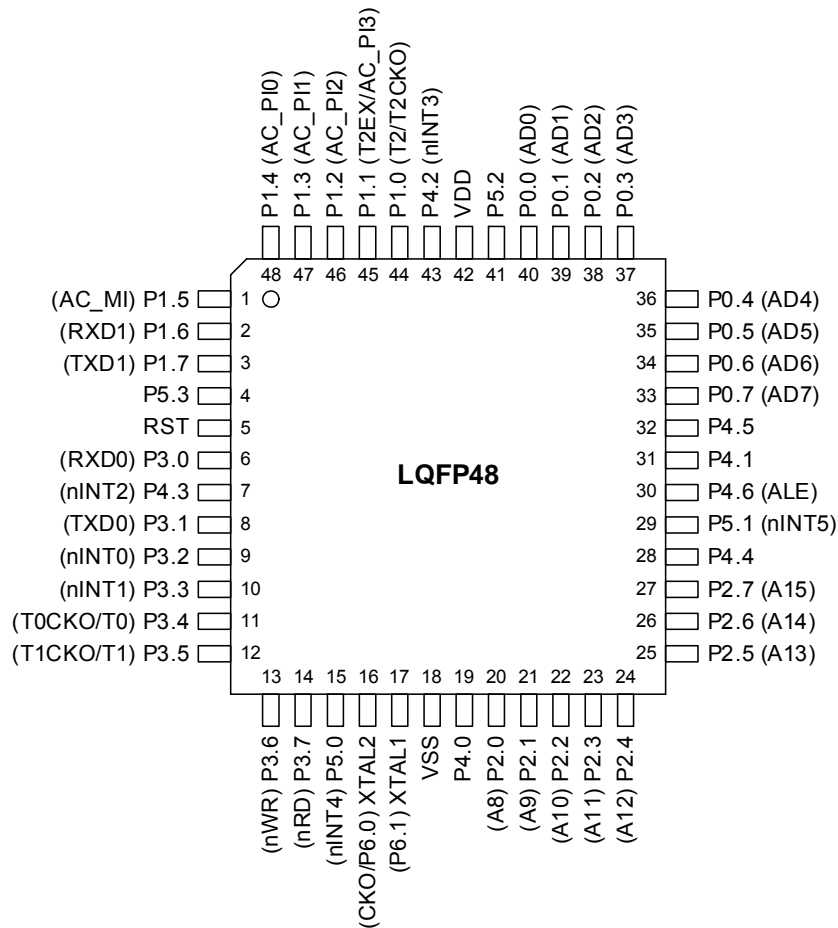 P1.4 (AC_PI0)
P1.3 (AC_PI1)
P1.2 (AC_PI2)
P1.1 (T2EX/AC_PI3)
P1.0 (T2/T2CKO)
P4.2 (nINT3)
VDD
P5.2
P0.0 (AD0)
P0.1 (AD1)
P0.2 (AD2)
P0.3 (AD3)
48 47 46 45 44 43 42 41 40 39 38 37
(AC_MI) P1.5 1
(RXD1) P1.6 2
(TXD1) P1.7 3
P5.3 4
RST 5
(RXD0) P3.0 6
(nINT2) P4.3 7
(TXD0) P3.1 8
(nINT0) P3.2 9
(nINT1) P3.3 10
(T0CKO/T0) P3.4 11
(T1CKO/T1) P3.5 12
LQFP48
36 P0.4 (AD4)
35 P0.5 (AD5)
34 P0.6 (AD6)
33 P0.7 (AD7)
32 P4.5
31 P4.1
30 P4.6 (ALE)
29 P5.1 (nINT5)
28 P4.4
27 P2.7 (A15)
26 P2.6 (A14)
25 P2.5 (A13)
13 14 15 16 17 18 19 20 21 22 23 24
(nWR) P3.6
(nRD) P3.7
(nINT4) P5.0
(CKO/P6.0) XTAL2
(P6.1) XTAL1
VSS
P4.0
(A8) P2.0
(A9) P2.1
(A10) P2.2
(A11) P2.3
(A12) P2.4